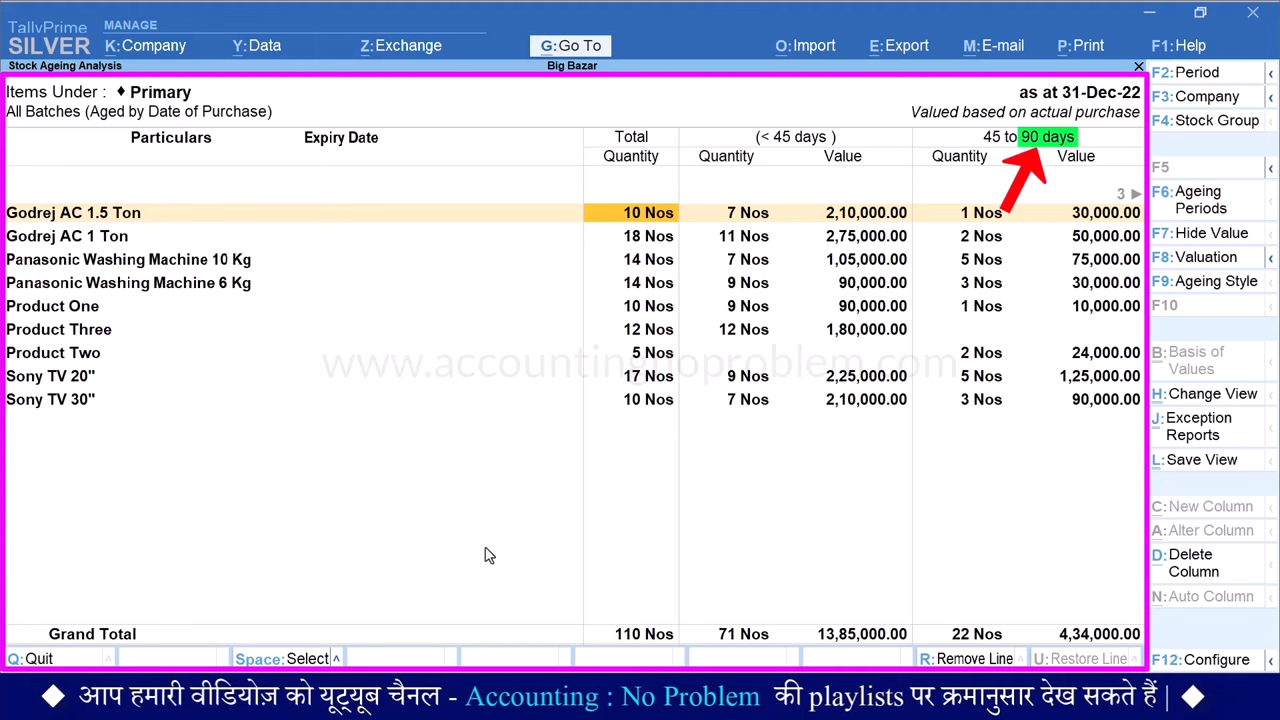 TallyPrime MANAGE
SILVER K:Company Y:Data Z:Exchange G:Go To O:Import E:Export M:E-mail P:Print F1:Help
Stock Ageing Analysis Big Bazar
Items Under : ♦ Primary as at 31-Dec-22
All Batches (Aged by Date of Purchase) Valued based on actual purchase
Particulars Expiry Date Total (< 45 days ) 45 to 90 days
Quantity Quantity Value Quantity Value
3 ▶
Godrej AC 1.5 Ton 10 Nos 7 Nos 2,10,000.00 1 Nos 30,000.00
Godrej AC 1 Ton 18 Nos 11 Nos 2,75,000.00 2 Nos 50,000.00
Panasonic Washing Machine 10 Kg 14 Nos 7 Nos 1,05,000.00 5 Nos 75,000.00
Panasonic Washing Machine 6 Kg 14 Nos 9 Nos 90,000.00 3 Nos 30,000.00
Product One 10 Nos 9 Nos 90,000.00 1 Nos 10,000.00
Product Three 12 Nos 12 Nos 1,80,000.00
Product Two 5 Nos 2 Nos 24,000.00
www.accountingnoproblem.com
Sony TV 20" 17 Nos 9 Nos 2,25,000.00 5 Nos 1,25,000.00
Sony TV 30" 10 Nos 7 Nos 2,10,000.00 3 Nos 90,000.00
Grand Total 110 Nos 71 Nos 13,85,000.00 22 Nos 4,34,000.00
Q:Quit Space:Select R:Remove Line U:Restore Line
F2:Period
F3:Company
F4:Stock Group
F5
F6:Ageing
Periods
F7:Hide Value
F8:Valuation
F9:Ageing Style
F10
B:Basis of
Values
H:Change View
J:Exception
Reports
L:Save View
C:New Column
A:Alter Column
D:Delete
Column
N:Auto Column
F12:Configure
◆ आप हमारी वीडियोज़ को यूट्यूब चैनल - Accounting : No Problem की playlists पर क्रमानुसार देख सकते हैं | ◆